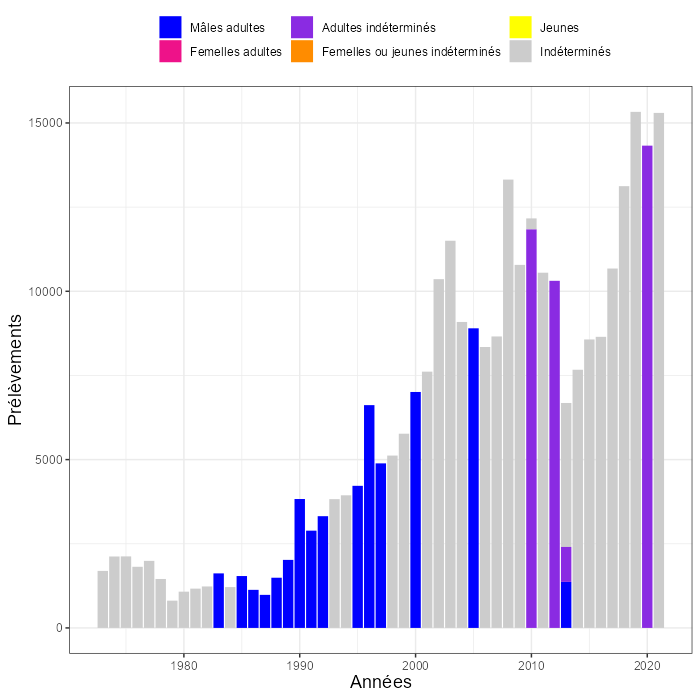 Mâles adultes
Adultes indéterminés
Jeunes
Femelles adultes
Femelles ou jeunes indéterminés
Indéterminés
15000
10000
5000
0
Prélèvements
1980
1990
2000
2010
2020
Années